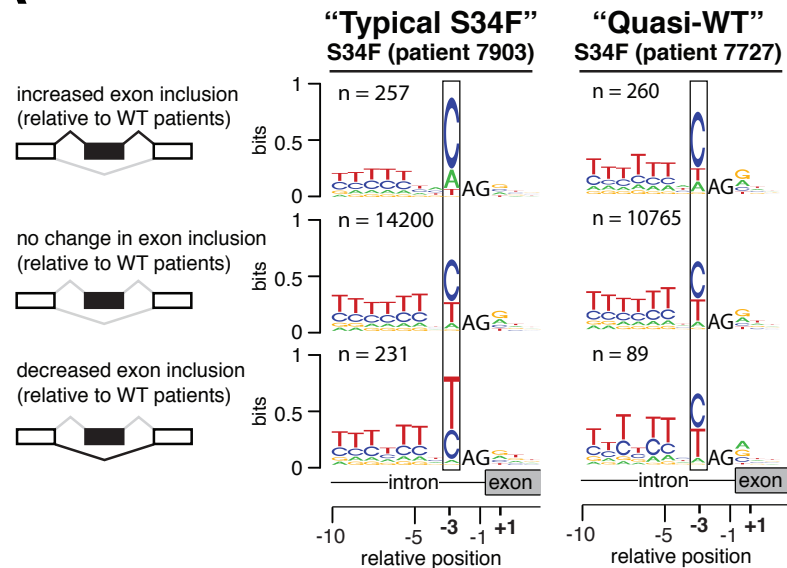 "Typical S34F"
S34F (patient 7903)
"Quasi-WT"
S34F (patient 7727)
increased exon inclusion
(relative to WT patients)
bits
1
0.5
0
n = 257
C
A
T
AG
n = 260
C
T
A
AG
no change in exon inclusion
(relative to WT patients)
bits
1
0.5
0
n = 14200
C
T
A
AG
n = 10765
C
T
A
AG
decreased exon inclusion
(relative to WT patients)
bits
1
0.5
0
n = 231
T
C
AG
n = 89
C
T
A
AG
intron
exon
intron
exon
-10 -5 -3 -1 +1
relative position
-10 -5 -3 -1 +1
relative position